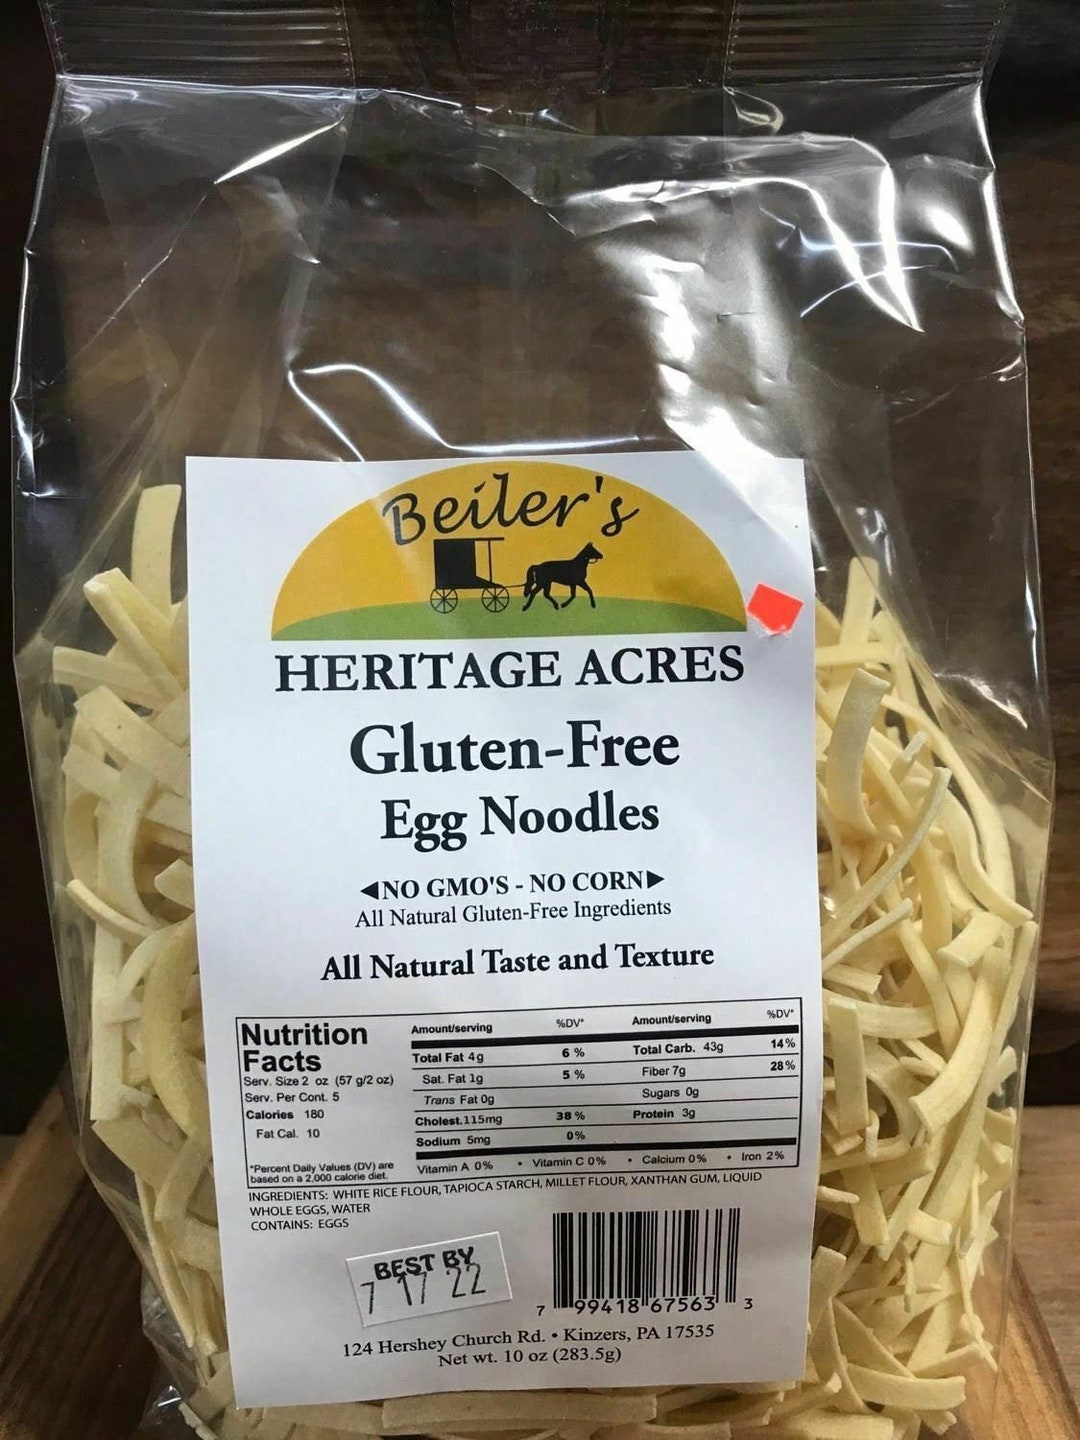 Beiler's
HERITAGE ACRES
Gluten-Free
Egg Noodles
◀NO GMO'S - NO CORN▶
All Natural Gluten-Free Ingredients
All Natural Taste and Texture
Nutrition
Facts
Serv. Size 2 oz (57 g/2 oz)
Serv. Per Cont. 5
Calories 180
Fat Cal. 10
*Percent Daily Values (DV) are
based on a 2,000 calorie diet.
Amount/serving %DV*
Total Fat 4g 6 %
Sat. Fat 1g 5 %
Trans Fat 0g
Cholest. 115mg 38 %
Sodium 5mg 0%
Amount/serving %DV*
Total Carb. 43g 14%
Fiber 7g 28%
Sugars 0g
Protein 3g
Vitamin A 0% • Vitamin C 0% • Calcium 0% • Iron 2%
INGREDIENTS: WHITE RICE FLOUR, TAPIOCA STARCH, MILLET FLOUR, XANTHAN GUM, LIQUID
WHOLE EGGS, WATER
CONTAINS: EGGS
BEST BY
7 17 22
7 99418 67563 3
124 Hershey Church Rd. • Kinzers, PA 17535
Net wt. 10 oz (283.5g)